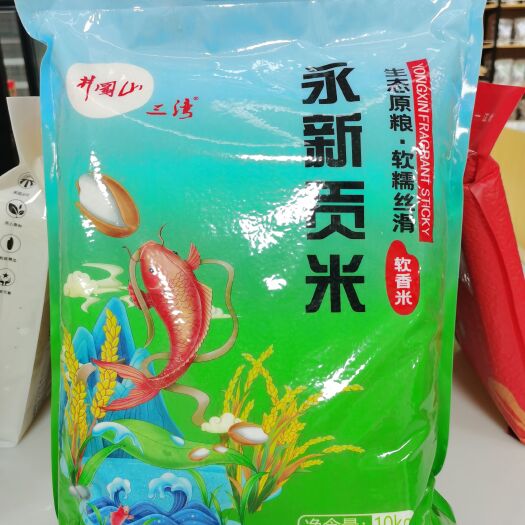 井冈山
三湾®
永新贡米
生态原粮·软糯丝滑
YONGXIN FRAGRANT STICKY
软香米
净含量:10kg